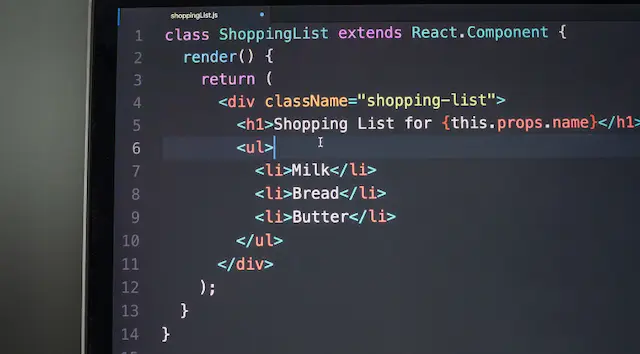 shoppingList.js
1 class ShoppingList extends React.Component {
2 render() {
3 return (
4 <div className="shopping-list">
5 <h1>Shopping List for {this.props.name}</h1>
6 <ul>
7 <li>Milk</li>
8 <li>Bread</li>
9 <li>Butter</li>
10 </ul>
11 </div>
12 );
13 }
14 }